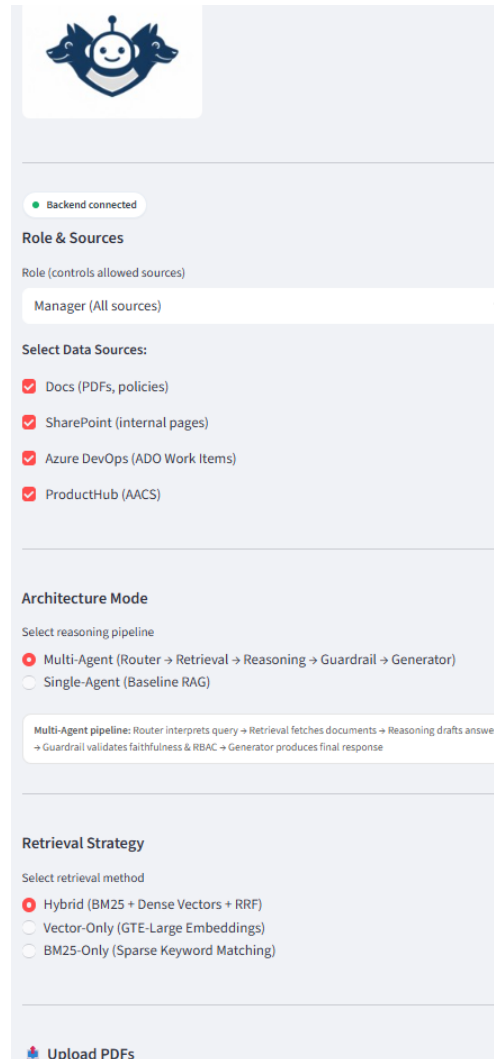 Backend connected
Role & Sources
Role (controls allowed sources)
Manager (All sources)
Select Data Sources:
Docs (PDFs, policies)
SharePoint (internal pages)
Azure DevOps (ADO Work Items)
ProductHub (AACS)
Architecture Mode
Select reasoning pipeline
Multi-Agent (Router → Retrieval → Reasoning → Guardrail → Generator)
Single-Agent (Baseline RAG)
Multi-Agent pipeline: Router interprets query → Retrieval fetches documents → Reasoning drafts answe
→ Guardrail validates faithfulness & RBAC → Generator produces final response
Retrieval Strategy
Select retrieval method
Hybrid (BM25 + Dense Vectors + RRF)
Vector-Only (GTE-Large Embeddings)
BM25-Only (Sparse Keyword Matching)
Upload PDFs